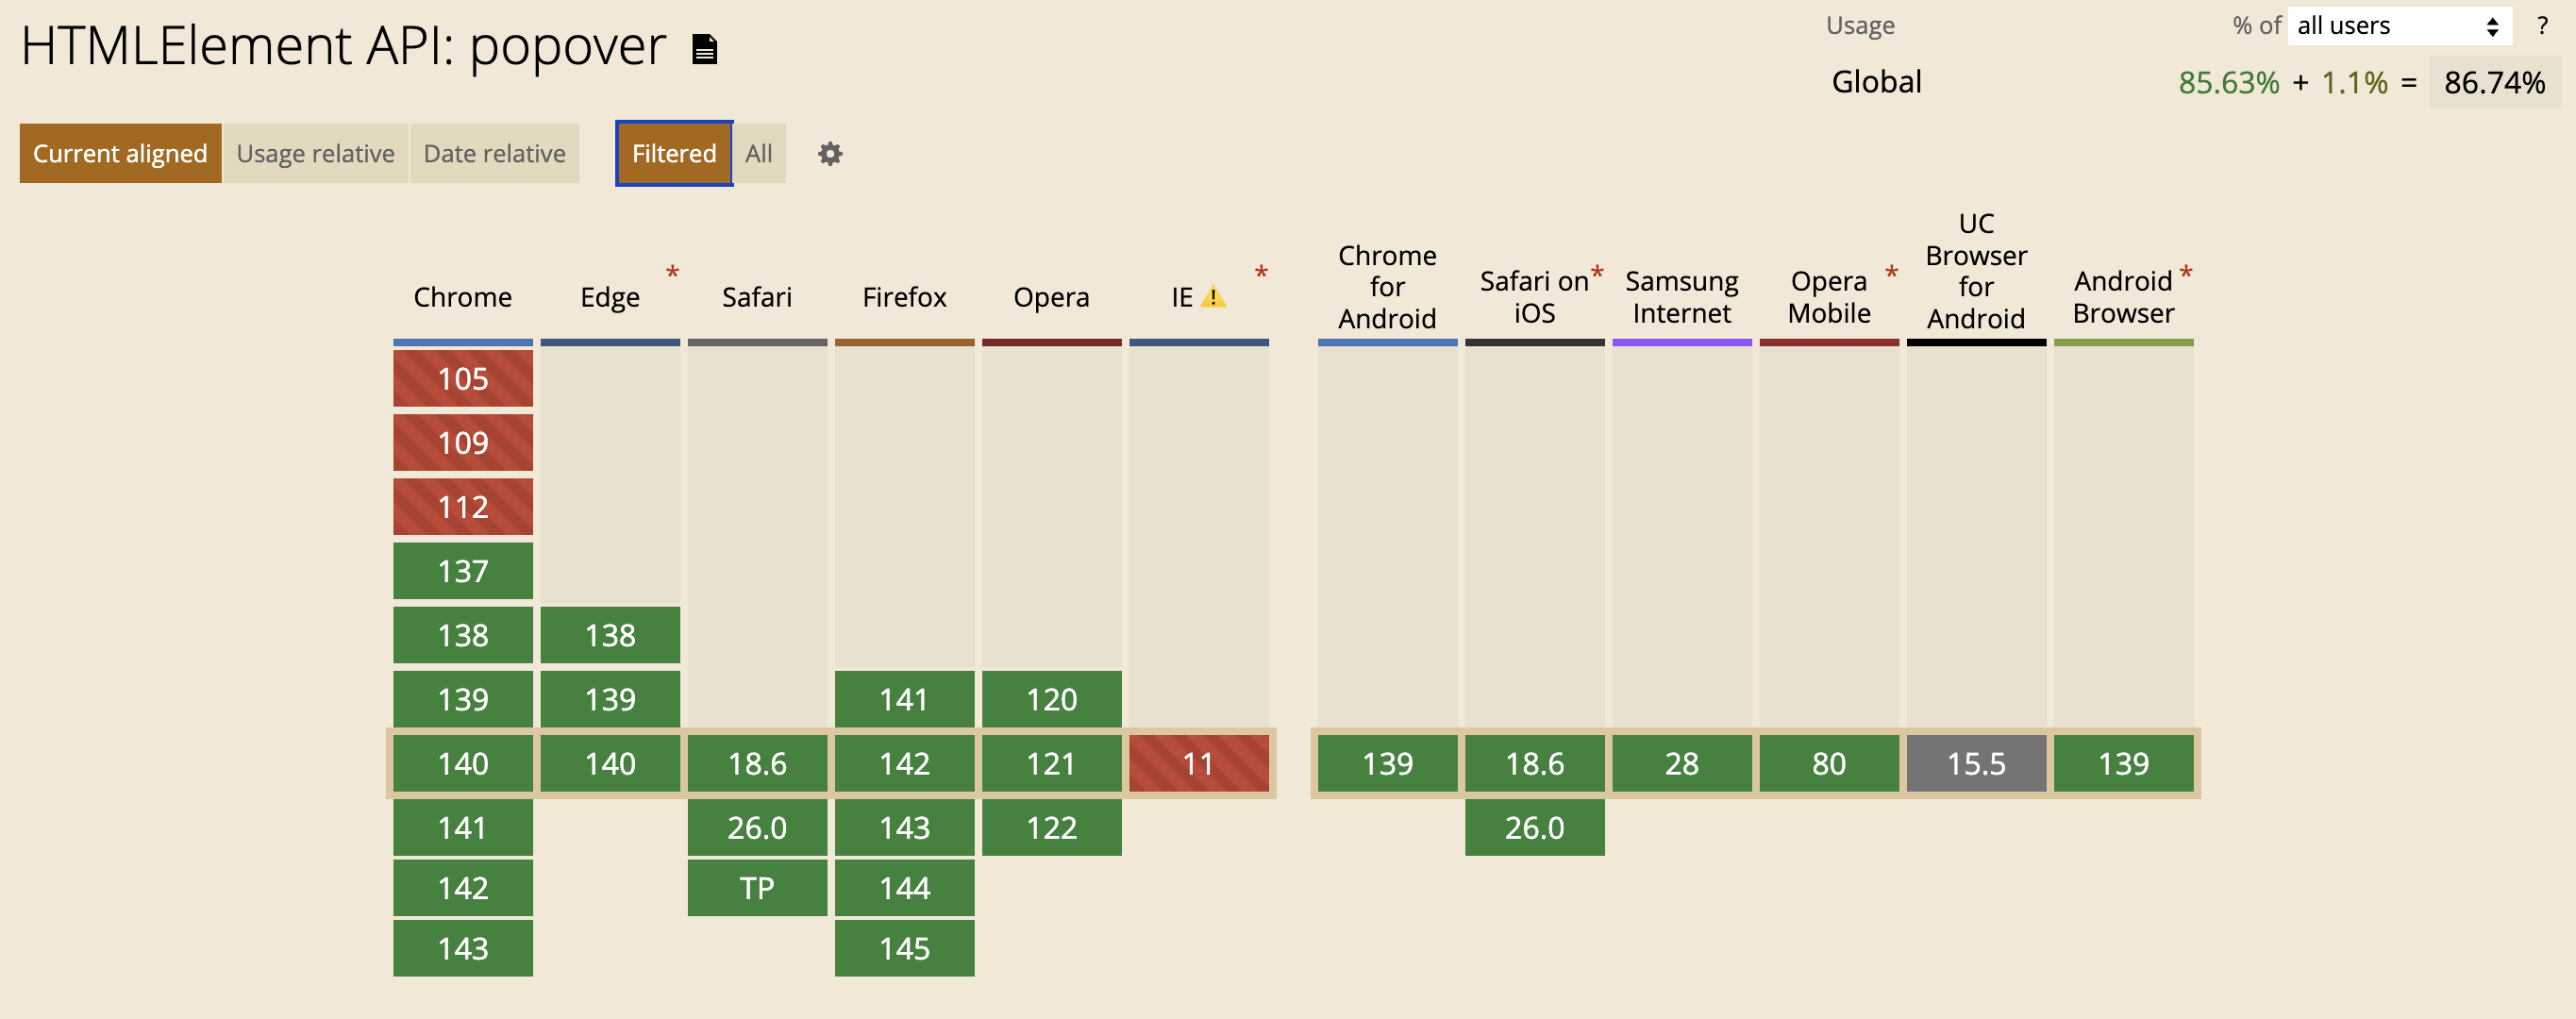 HTMLElement API: popover
Usage % of all users ?
Global 85.63% + 1.1% = 86.74%
Current aligned Usage relative Date relative Filtered All
Chrome
Edge *
Safari
Firefox
Opera
IE *
Chrome
for
Android
Safari on *
iOS
Samsung
Internet
Opera *
Mobile
UC
Browser
for
Android
Android *
Browser
105
109
112
137
138 138
139 139 141 120
140 140 18.6 142 121 11 139 18.6 28 80 15.5 139
141 26.0 143 122 26.0
142 TP 144
143 145